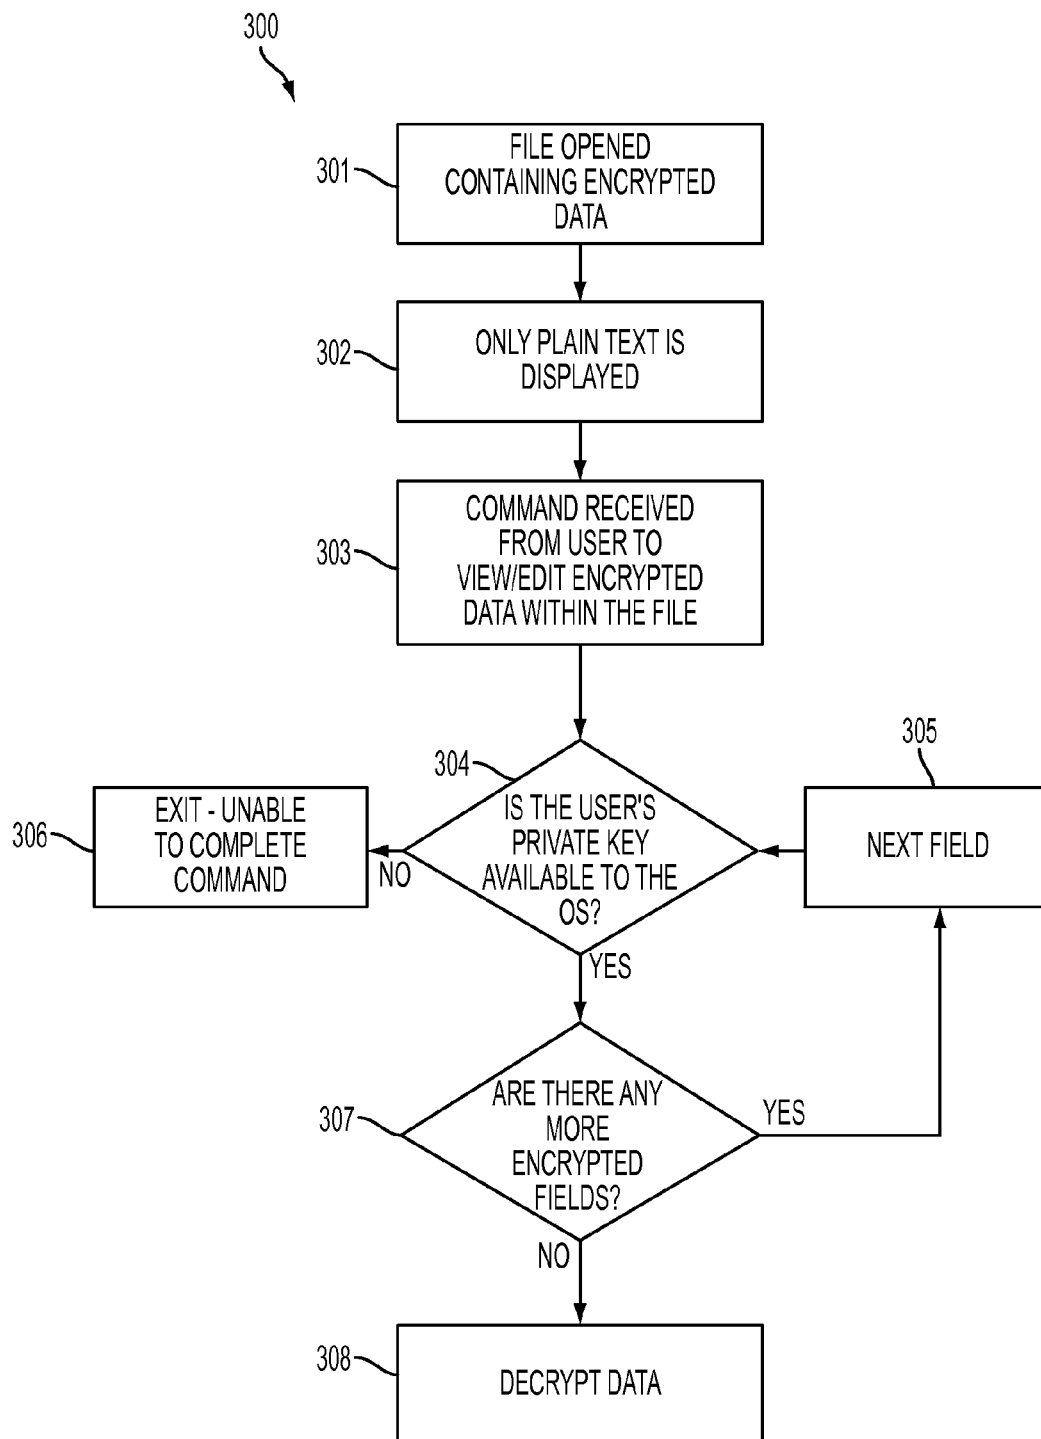 300
301
FILE OPENED
CONTAINING ENCRYPTED
DATA
302
ONLY PLAIN TEXT IS
DISPLAYED
303
COMMAND RECEIVED
FROM USER TO
VIEW/EDIT ENCRYPTED
DATA WITHIN THE FILE
304
IS THE USER'S
PRIVATE KEY
AVAILABLE TO THE
OS?
305
NEXT FIELD
306
EXIT - UNABLE
TO COMPLETE
COMMAND
NO
YES
307
ARE THERE ANY
MORE
ENCRYPTED
FIELDS?
YES
NO
308
DECRYPT DATA